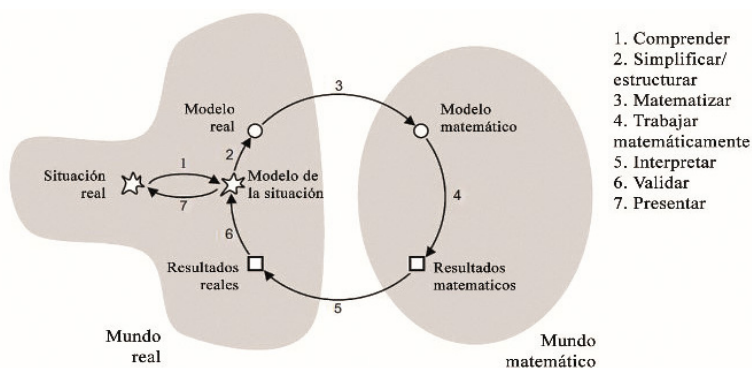 3
Modelo
real
Modelo
matemático
2
Situación
real
1
7
Modelo de
la situación
4
6
Resultados
reales
Resultados
matematicos
5
Mundo
real
Mundo
matemático
1. Comprender
2. Simplificar/
estructurar
3. Matematizar
4. Trabajar
matemáticamente
5. Interpretar
6. Validar
7. Presentar